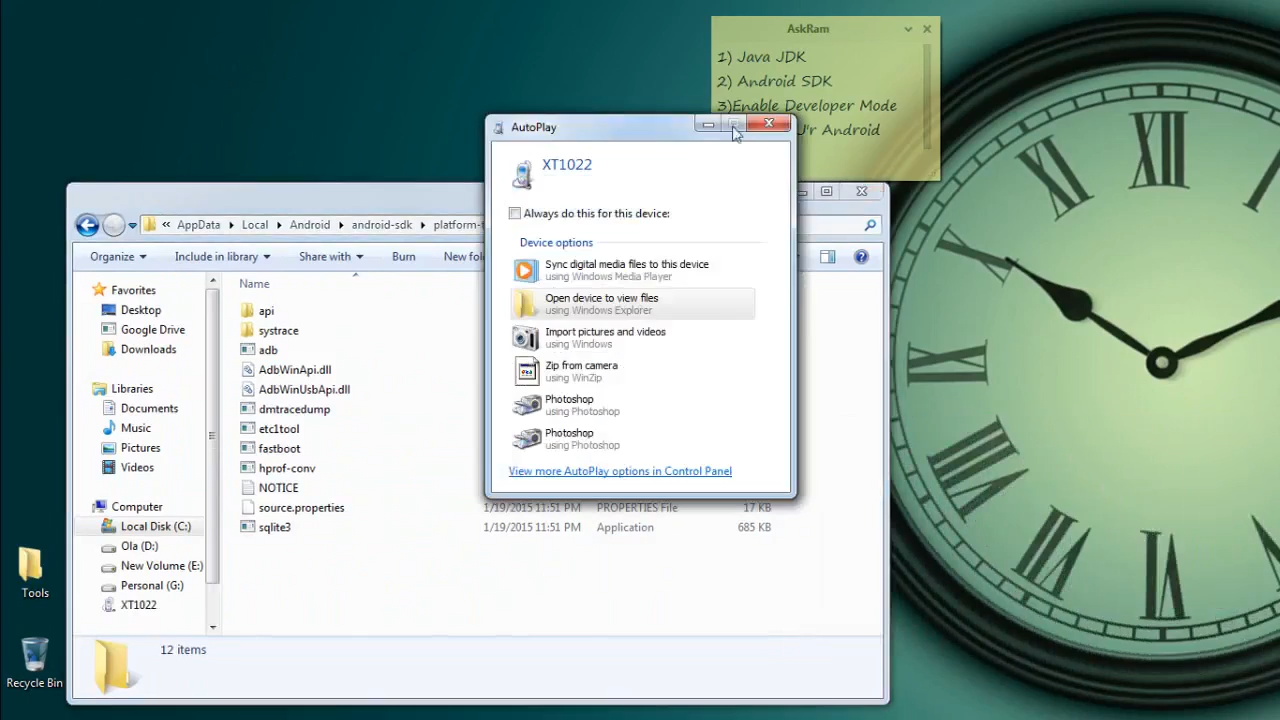 AskRam
1) Java JDK
2) Android SDK
3)Enable Developer Mode
U'r Android
AutoPlay
XT1022
Always do this for this device:
Device options
Sync digital media files to this device
using Windows Media Player
Open device to view files
using Windows Explorer
Import pictures and videos
using Windows
Zip from camera
using WinZip
Photoshop
using Photoshop
Photoshop
using Photoshop
View more AutoPlay options in Control Panel
« AppData Local Android android-sdk platform-t
Organize Include in library Share with Burn New fol
Name
Favorites
Desktop
Google Drive
Downloads
Libraries
Documents
Music
Pictures
Videos
Computer
Local Disk (C:)
Ola (D:)
New Volume (E:)
Personal (G:)
XT1022
api
systrace
adb
AdbWinApi.dll
AdbWinUsbApi.dll
dmtracedump
etc1tool
fastboot
hprof-conv
NOTICE
source.properties 1/19/2015 11:51 PM PROPERTIES File 17 KB
sqlite3 1/19/2015 11:51 PM Application 685 KB
12 items
Tools
Recycle Bin
X XI XII
IX
VIII
VII VI